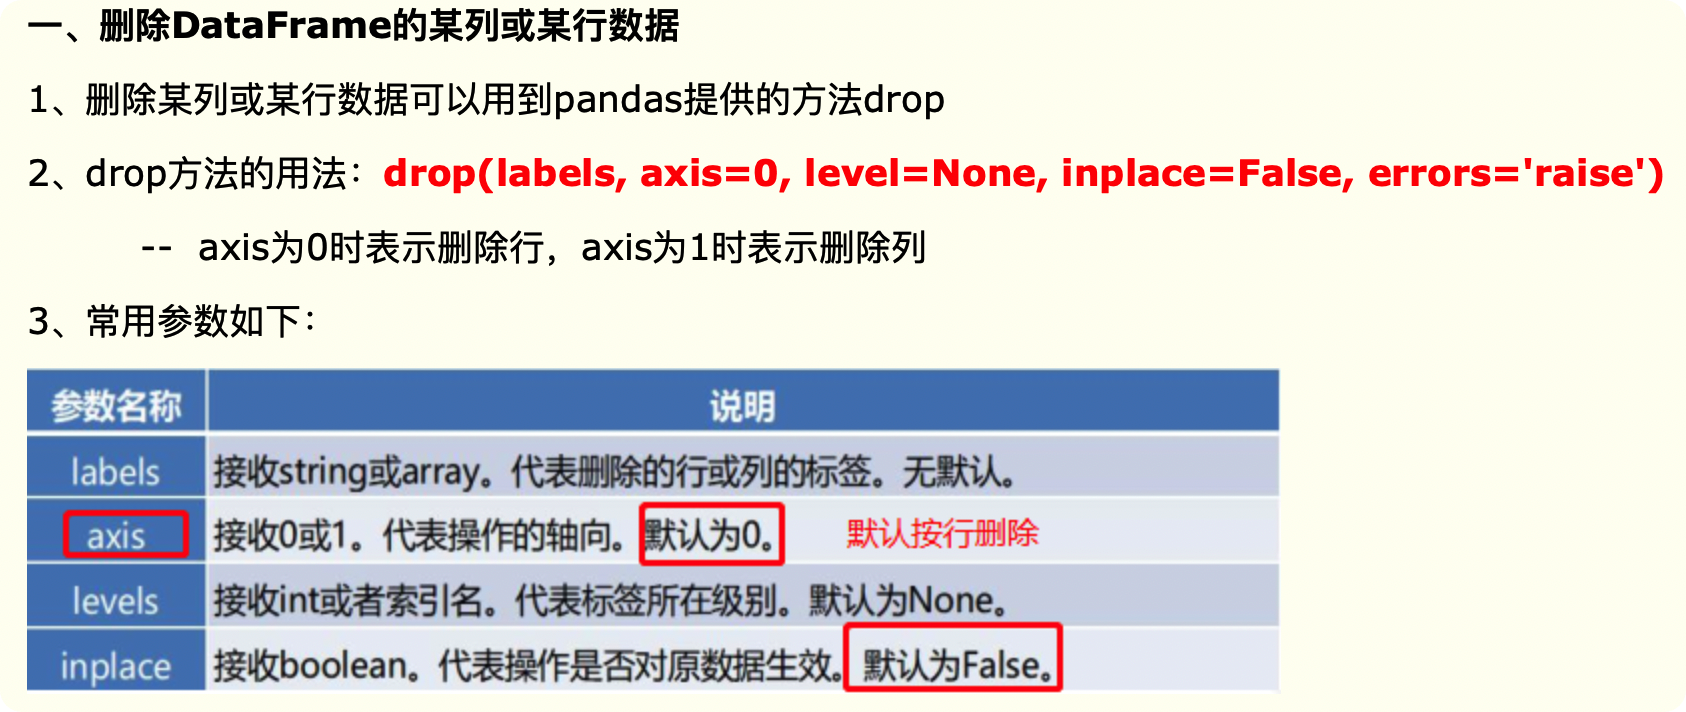 一、删除DataFrame的某列或某行数据
1、删除某列或某行数据可以用到pandas提供的方法drop
2、drop方法的用法：drop(labels, axis=0, level=None, inplace=False, errors='raise')
-- axis为0时表示删除行，axis为1时表示删除列
3、常用参数如下：
参数名称 说明
labels 接收string或array。代表删除的行或列的标签。无默认。
axis 接收0或1。代表操作的轴向。默认为0。 默认按行删除
levels 接收int或者索引名。代表标签所在级别。默认为None。
inplace 接收boolean。代表操作是否对原数据生效。默认为False。